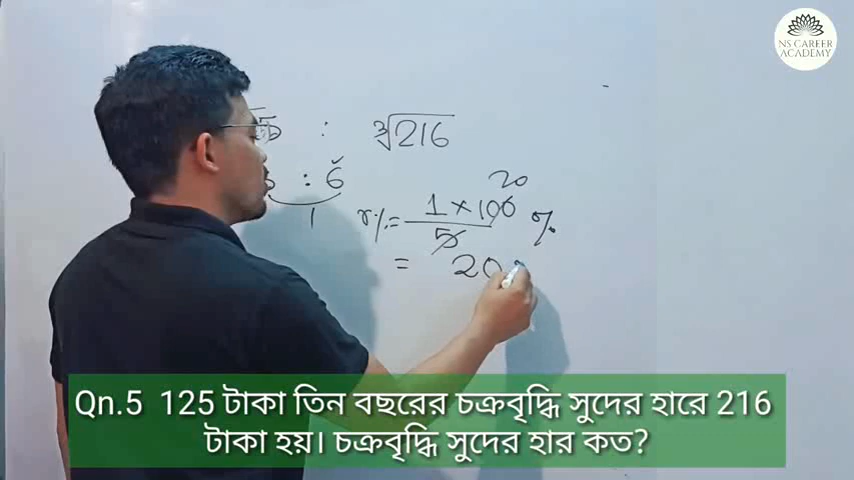 NS CAREER
ACADEMY
: ∛216
: 6
20
1
r% = 1 × 100 / 5 %
= 20
Qn.5 125 টাকা তিন বছরের চক্রবৃদ্ধি সুদের হারে 216
টাকা হয়। চক্রবৃদ্ধি সুদের হার কত?